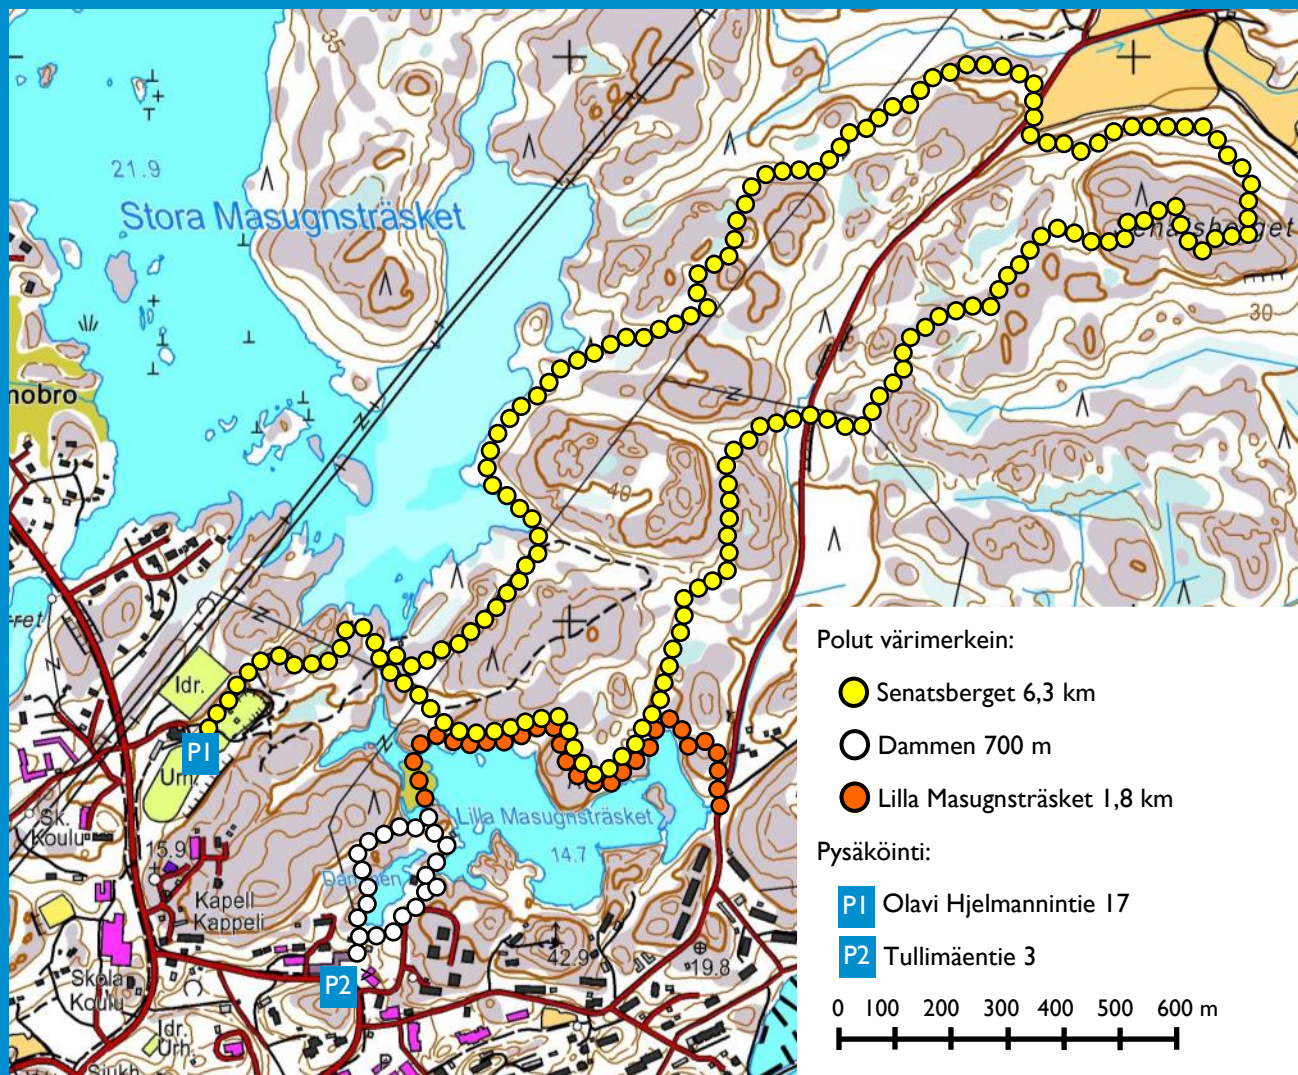 35
21.9
Stora Masugnsträsket
30
nobro
40
Idr.
P1
Sk.
Koulu
15.9
Lilla Masugnsträsket
14.7
Kapell
Kappeli
42.9
19.8
P2
Skola
Koulu
Idr.
Urh.
Sjukh.
P
Polut värimerkein:
Senatsberget 6,3 km
Dammen 700 m
Lilla Masugnsträsket 1,8 km
Pysäköinti:
P1 Olavi Hjelmannintie 17
P2 Tullimäentie 3
0 100 200 300 400 500 600 m